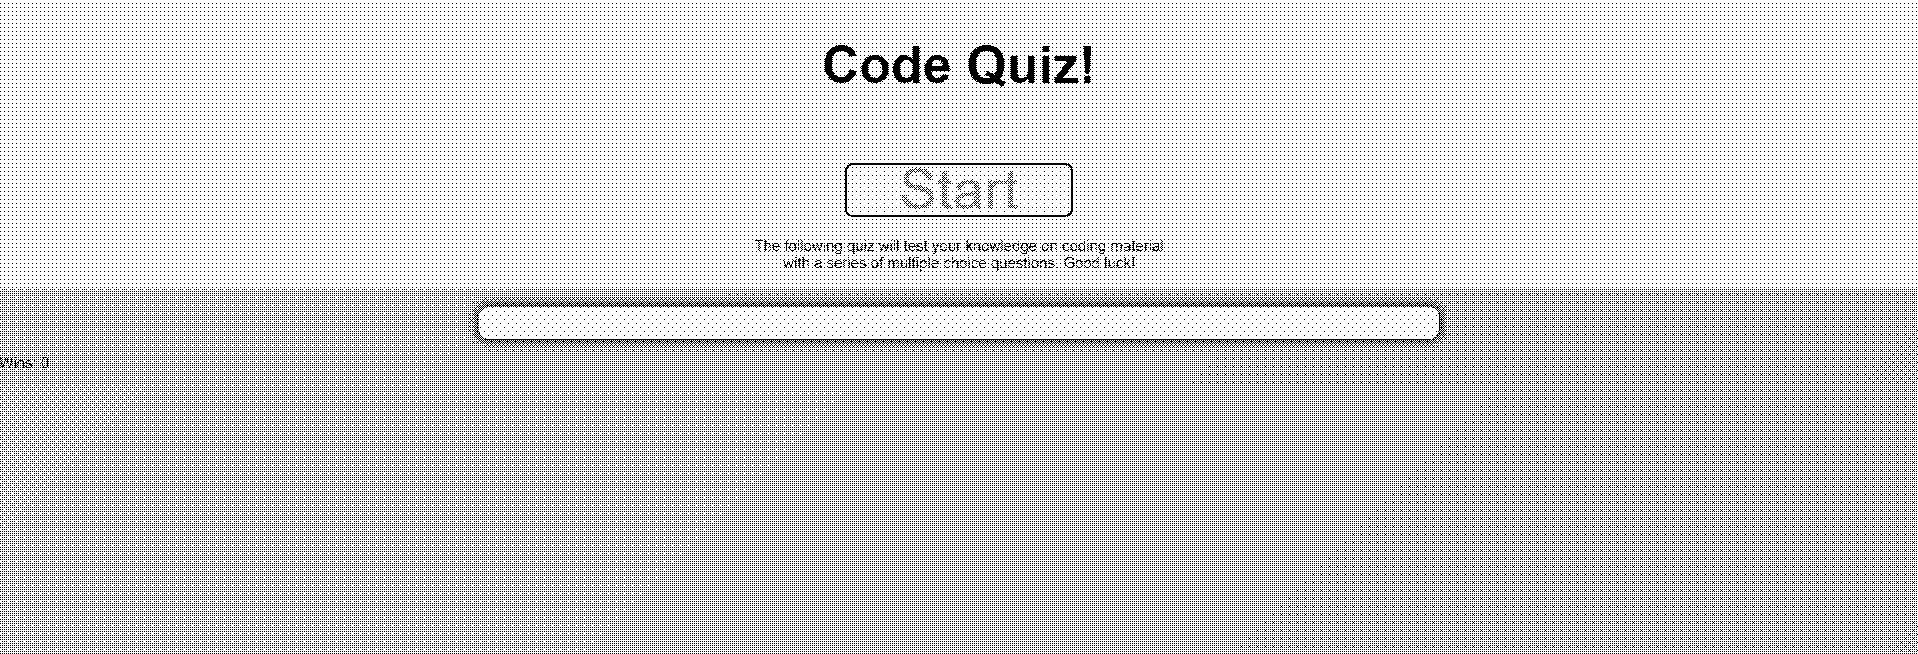 Code Quiz!
Start
The following quiz will test your knowledge on coding material
with a series of multiple choice questions. Good luck!
Wins: 0